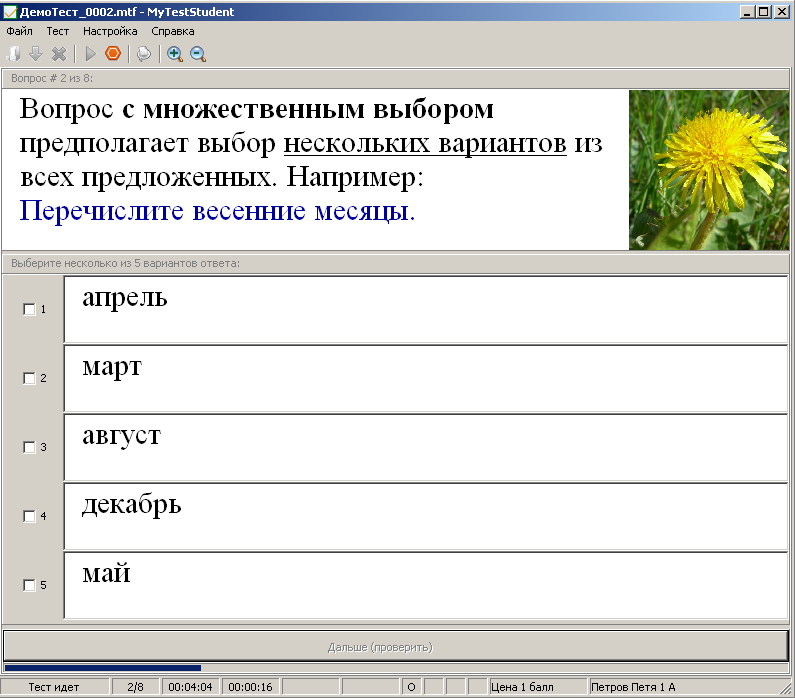 ДемоТест_0002.mtf - MyTestStudent
Файл Тест Настройка Справка
Вопрос # 2 из 8:
Вопрос с множественным выбором
предполагает выбор нескольких вариантов из
всех предложенных. Например:
Перечислите весенние месяцы.
Выберите несколько из 5 вариантов ответа:
1 апрель
2 март
3 август
4 декабрь
5 май
Дальше (проверить)
Тест идет 2/8 00:04:04 00:00:16 О Цена 1 балл Петров Петя 1 А